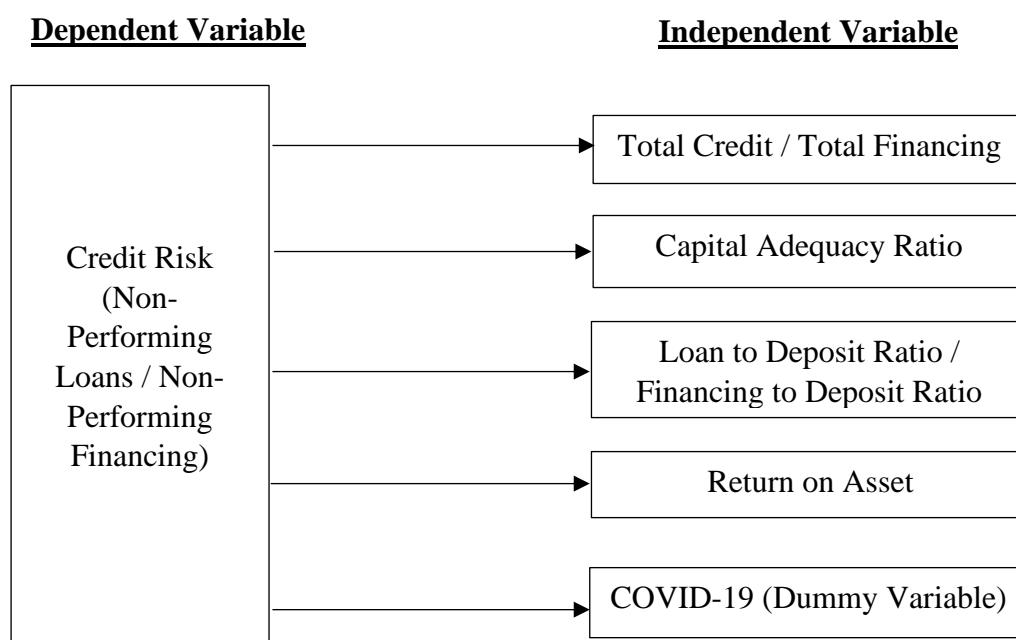 Dependent Variable
Independent Variable
Credit Risk
(Non-
Performing
Loans / Non-
Performing
Financing)
Total Credit / Total Financing
Capital Adequacy Ratio
Loan to Deposit Ratio /
Financing to Deposit Ratio
Return on Asset
COVID-19 (Dummy Variable)